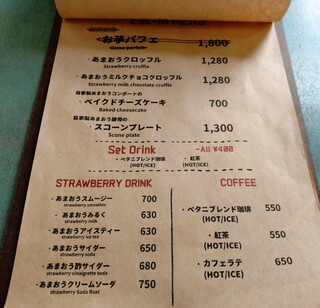 EAT-IN MENU
・お芋パフェ 1,800
・あまおうクロッフル 1,280
Strawberry cruffle
・あまおうミルクチョコクロッフル 1,280
Strawberry milk chocolate cruffle
自家製あまおうコンポートの
・ベイクドチーズケーキ 700
Baked cheesecake
自家製あまおう酵母の
・スコーンプレート 1,300
Scone plate
Set Drink -All ¥400
・ベタニブレンド珈琲 ・紅茶
(HOT/ICE) (HOT/ICE)
STRAWBERRY DRINK
・あまおうスムージー 700
strawberry smoothie
・あまおうみるく 630
strawberry milk
・あまおうアイスティー 630
strawberry ice tea
・あまおうサイダー 650
strawberry soda
・あまおう酢サイダー 680
strawberry vinaigrette soda
・あまおうクリームソーダ 750
strawberry Soda float
COFFEE
・ベタニブレンド珈琲 550
(HOT/ICE)
・紅茶 550
(HOT/ICE)
・カフェラテ 650
(HOT/ICE)